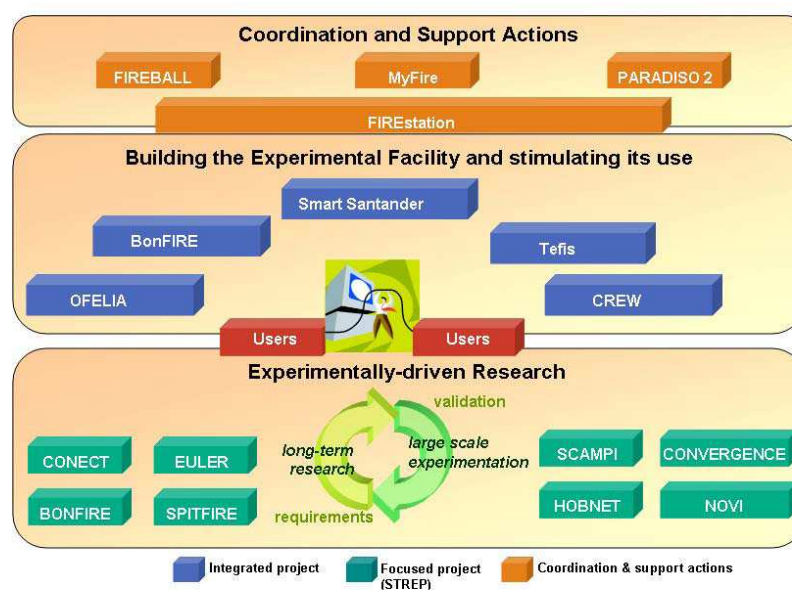 Coordination and Support Actions
FIREBALL
MyFire
PARADISO 2
FIREstation
Building the Experimental Facility and stimulating its use
Smart Santander
BonFIRE
Tefis
OFELIA
CREW
Users
Users
Experimentally-driven Research
validation
long-term
research
large scale
experimentation
requirements
CONECT
EULER
SCAMPI
CONVERGENCE
BONFIRE
SPITFIRE
HOBNET
NOVI
Integrated project
Focused project
(STREP)
Coordination & support actions